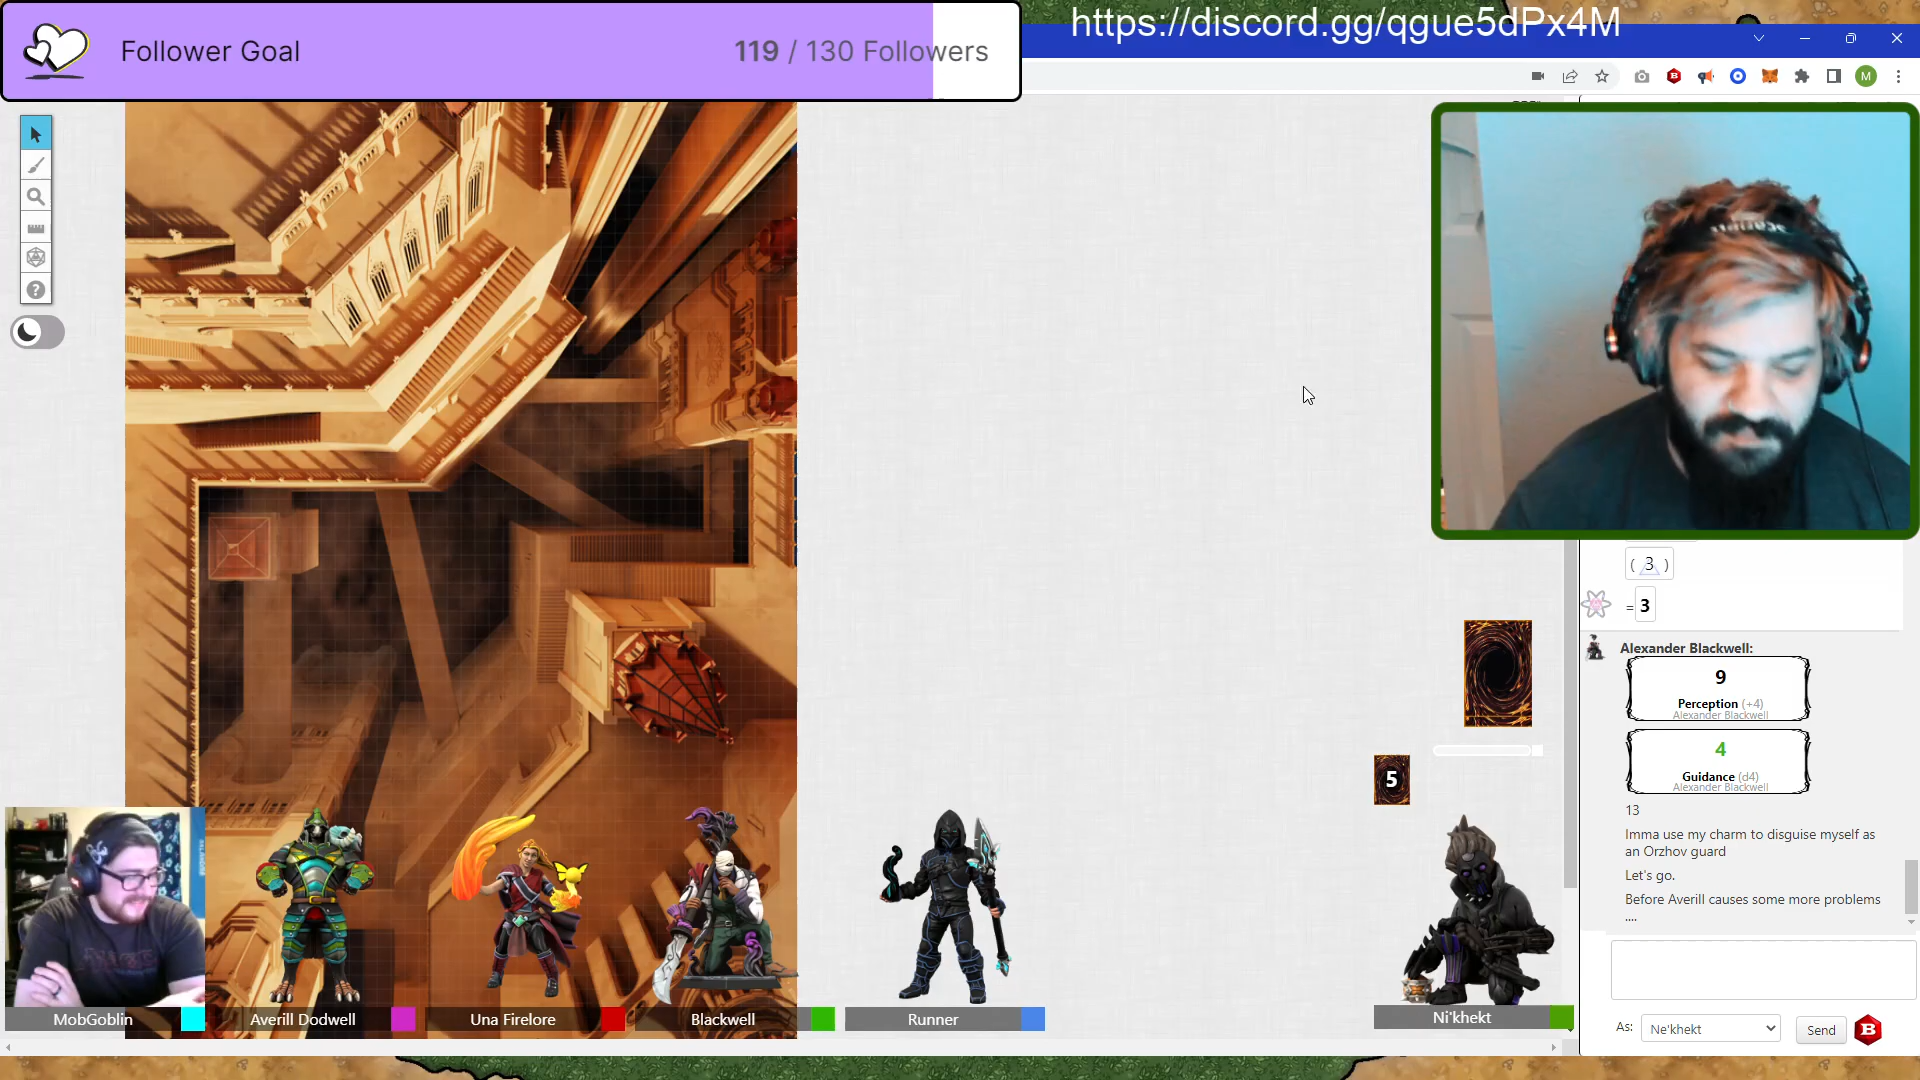 Follower Goal
119 / 130 Followers
https://discord.gg/qgue5dPx4M
M
( 3 )
= 3
Alexander Blackwell:
9
Perception (+4)
Alexander Blackwell
4
Guidance (d4)
Alexander Blackwell
13
Imma use my charm to disguise myself as
an Orzhov guard
Let's go.
Before Averill causes some more problems
....
5
MobGoblin
Averill Dodwell
Una Firelore
Blackwell
Runner
Ni'khekt
As:
Ne'khekt
Send
B